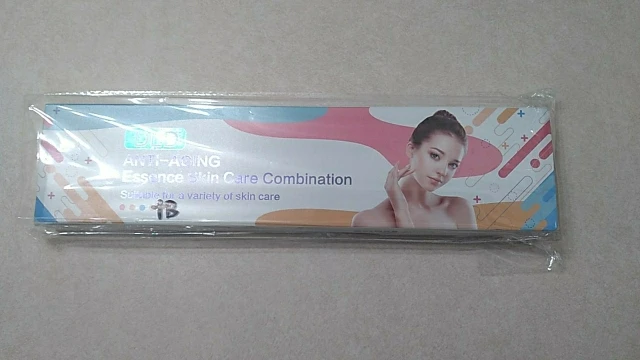 ANTI-AGING
Essence Skin Care Combination
Suitable for a variety of skin care